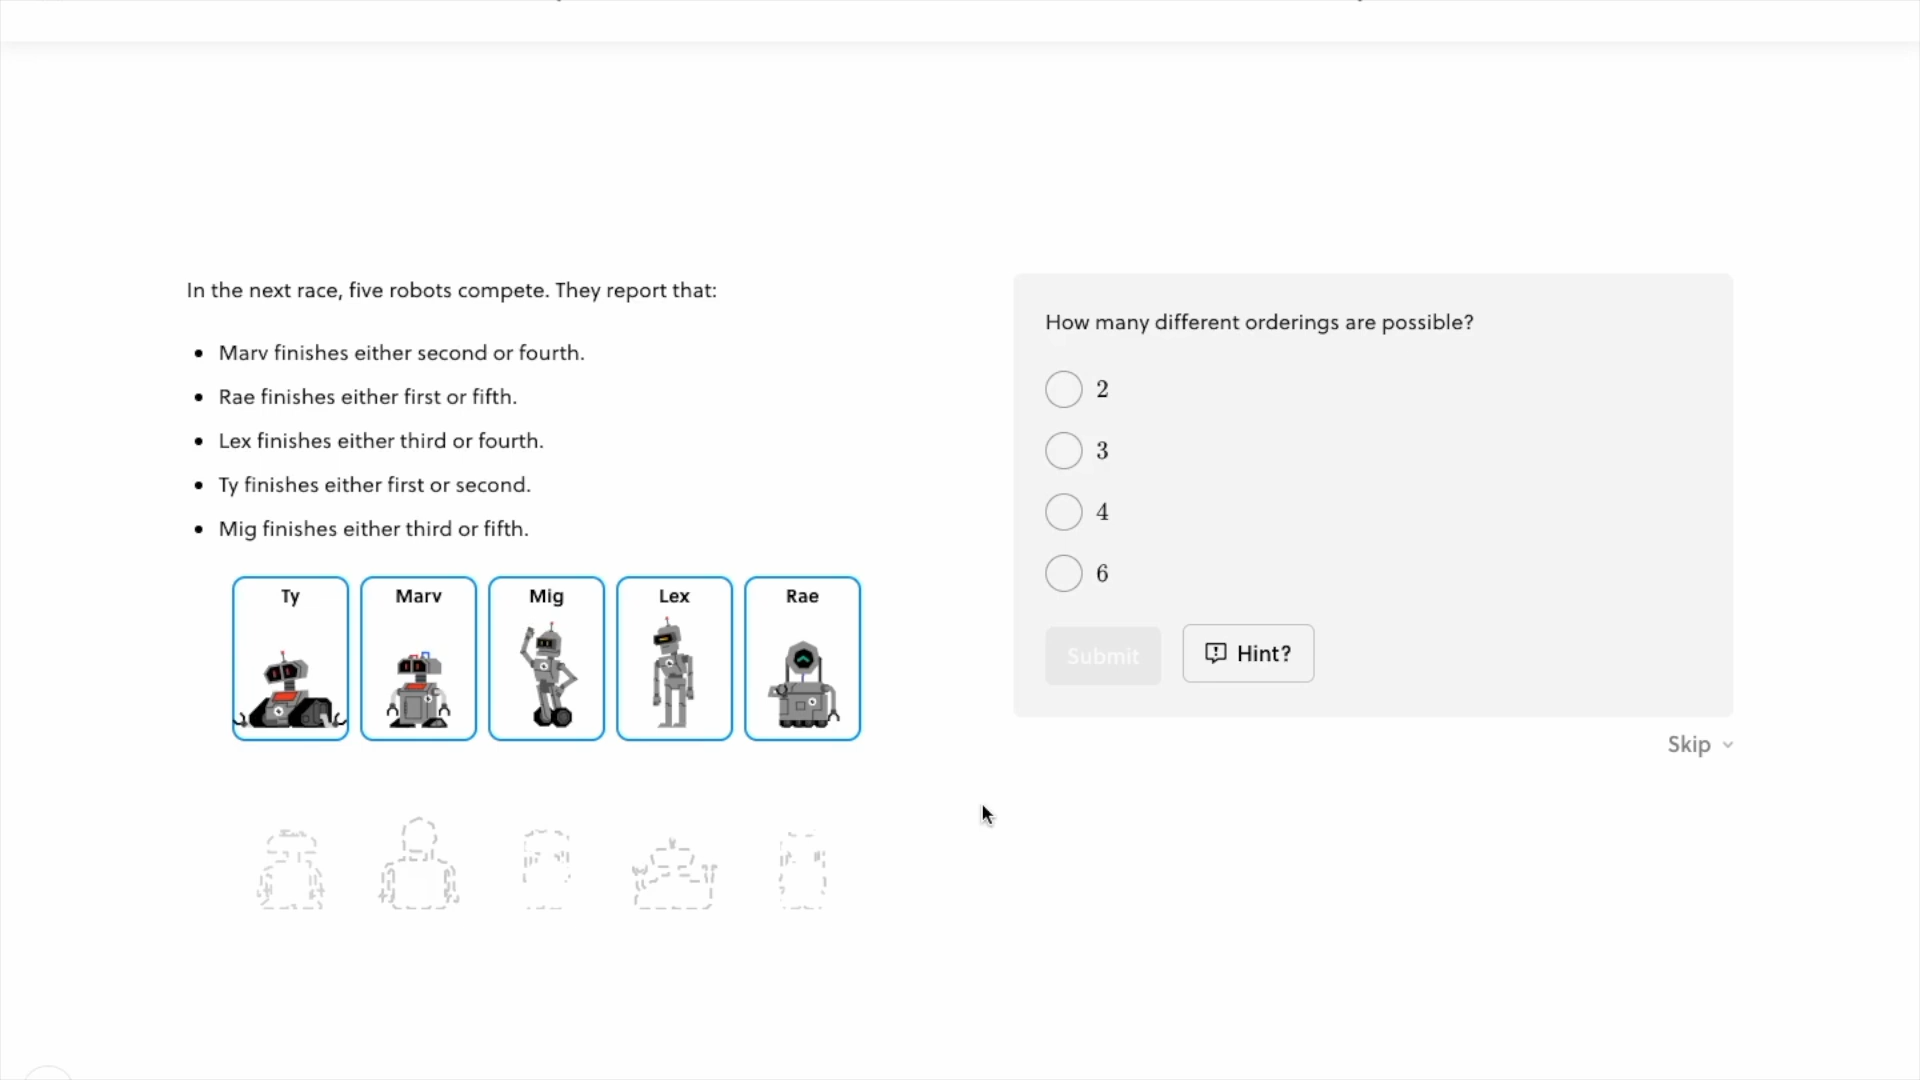 In the next race, five robots compete. They report that:
• Marv finishes either second or fourth.
• Rae finishes either first or fifth.
• Lex finishes either third or fourth.
• Ty finishes either first or second.
• Mig finishes either third or fifth.
Ty Marv Mig Lex Rae
How many different orderings are possible?
2
3
4
6
Submit Hint?
Skip